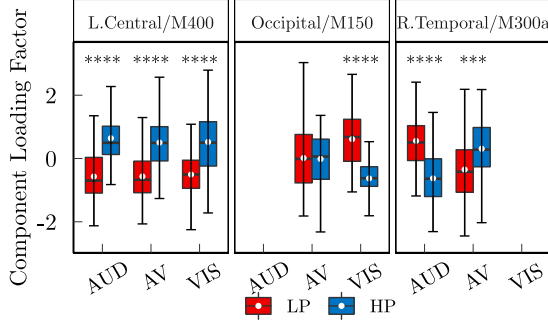 L.Central/M400 Occipital/M150 R.Temporal/M300a
**** **** **** **** **** ***
Component Loading Factor
2
0
-2
AUD AV VIS AUD AV VIS AUD AV VIS
LP HP